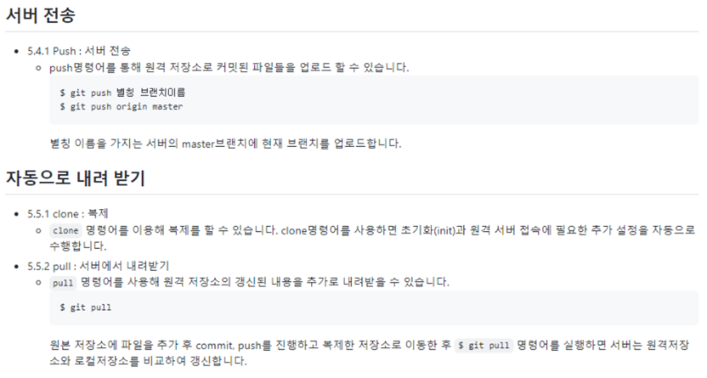 서버 전송
5.4.1 Push : 서버 전송
push명령어를 통해 원격 저장소로 커밋된 파일들을 업로드 할 수 있습니다.
$ git push 별칭 브랜치이름
$ git push origin master
별칭 이름을 가지는 서버의 master브랜치에 현재 브랜치를 업로드합니다.
자동으로 내려 받기
5.5.1 clone : 복제
clone 명령어를 이용해 복제를 할 수 있습니다. clone명령어를 사용하면 초기화(init)과 원격 서버 접속에 필요한 추가 설정을 자동으로
수행합니다.
5.5.2 pull : 서버에서 내려받기
pull 명령어를 사용해 원격 저장소의 갱신된 내용을 추가로 내려받을 수 있습니다.
$ git pull
원본 저장소에 파일을 추가 후 commit, push를 진행하고 복제한 저장소로 이동한 후 $ git pull 명령어를 실행하면 서버는 원격저장
소와 로컬저장소를 비교하여 갱신합니다.